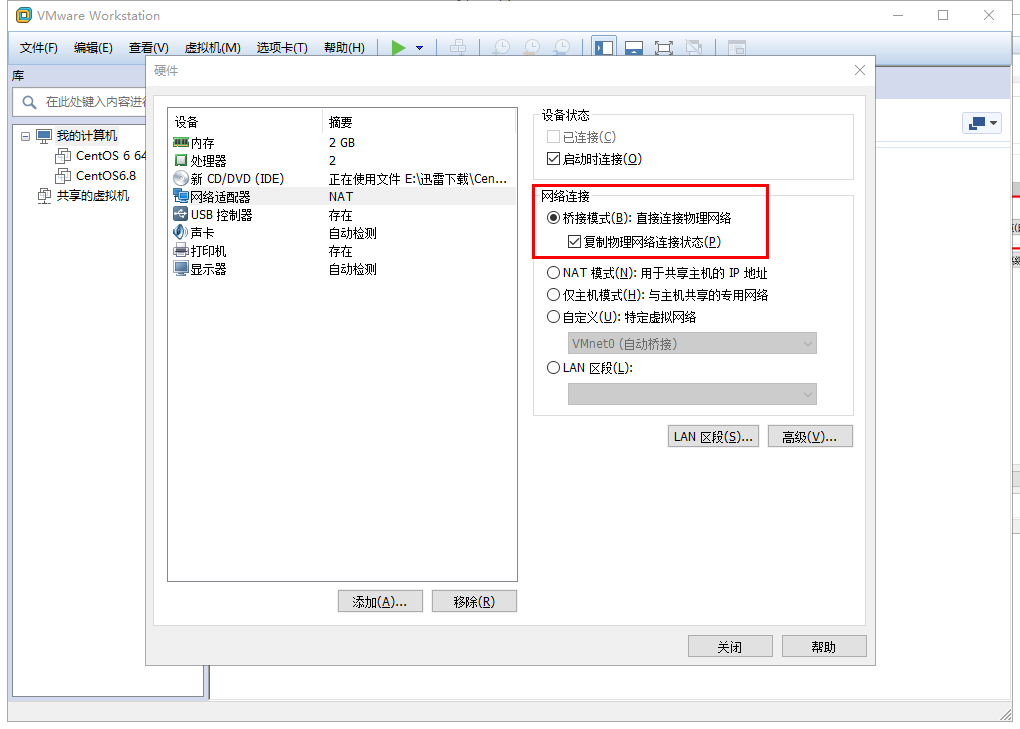 VMware Workstation
文件(F) 编辑(E) 查看(V) 虚拟机(M) 选项卡(T) 帮助(H)
库
在此处键入内容进行
我的计算机
CentOS 6 64
CentOS6.8
共享的虚拟机
硬件
设备 摘要
内存 2 GB
处理器 2
新 CD/DVD (IDE) 正在使用文件 E:\迅雷下载\Cen...
网络适配器 NAT
USB 控制器 存在
声卡 自动检测
打印机 存在
显示器 自动检测
添加(A)... 移除(R)
设备状态
已连接(C)
启动时连接(O)
网络连接
桥接模式(B): 直接连接物理网络
复制物理网络连接状态(P)
NAT 模式(N): 用于共享主机的 IP 地址
仅主机模式(H): 与主机共享的专用网络
自定义(U): 特定虚拟网络
VMnet0 (自动桥接)
LAN 区段(L):
LAN 区段(S)... 高级(V)...
关闭 帮助